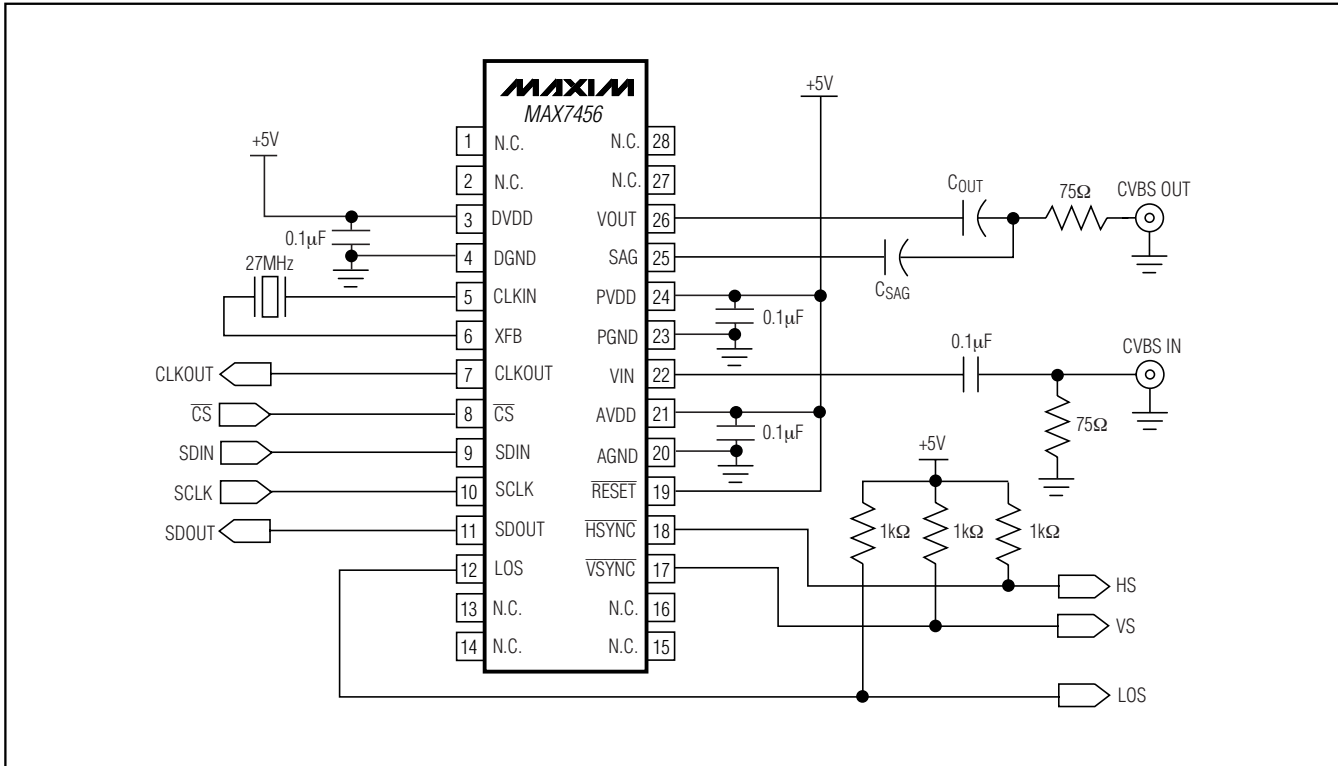 MAXIM
MAX7456
+5V
+5V
1 N.C.
N.C. 28
2 N.C.
N.C. 27
3 DVDD
VOUT 26
4 DGND
SAG 25
5 CLKIN
PVDD 24
6 XFB
PGND 23
7 CLKOUT
VIN 22
8 CS
AVDD 21
9 SDIN
AGND 20
10 SCLK
RESET 19
11 SDOUT
HSYNC 18
12 LOS
VSYNC 17
13 N.C.
N.C. 16
14 N.C.
N.C. 15
0.1μF
27MHz
CLKOUT
CS
SDIN
SCLK
SDOUT
COUT
75Ω
CVBS OUT
CSAG
0.1μF
0.1μF
CVBS IN
75Ω
0.1μF
+5V
1kΩ
1kΩ
1kΩ
HS
VS
LOS